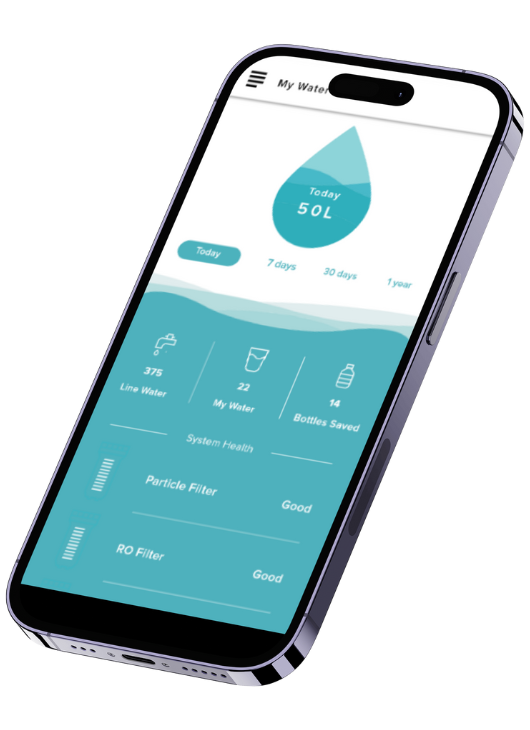 My Water
Today
50L
Today 7 days 30 days 1 year
375 22 14
Line Water My Water Bottles Saved
System Health
Particle Filter Good
RO Filter Good